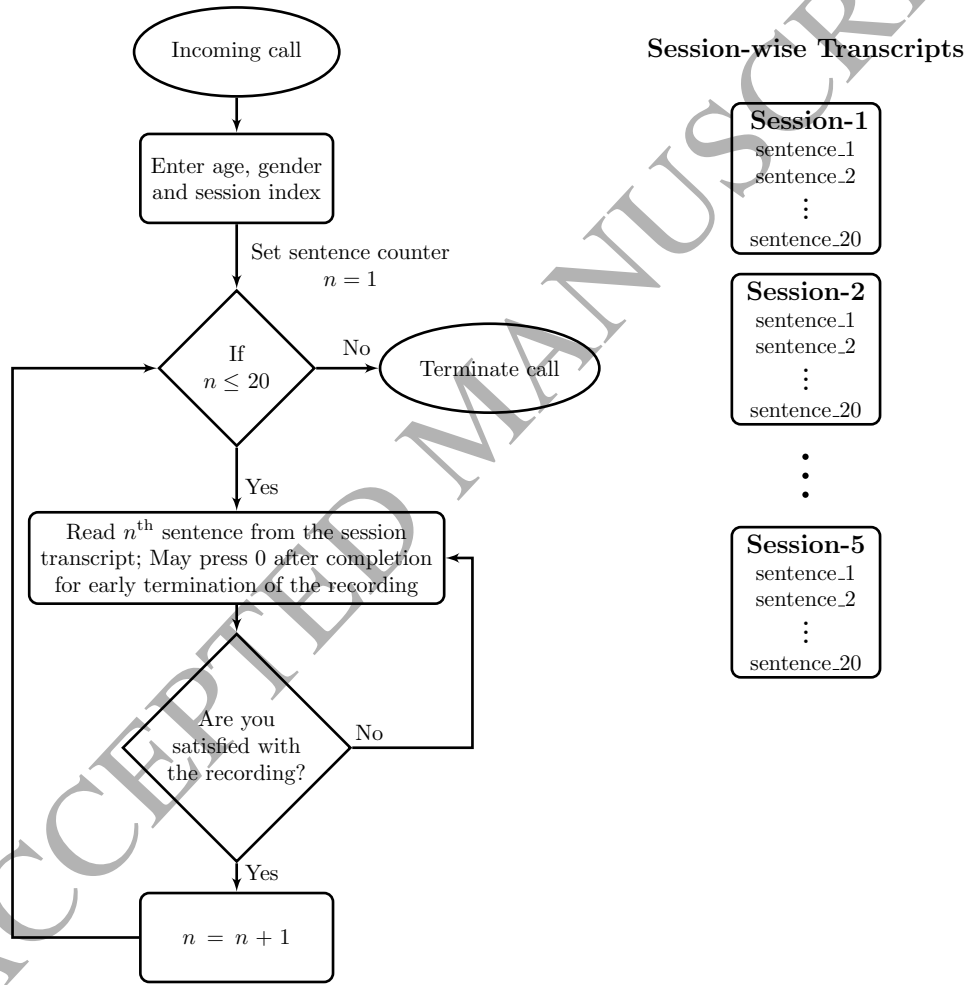 Incoming call
Enter age, gender
and session index
Set sentence counter
n = 1
If
n ≤ 20
No
Terminate call
Yes
Read nth sentence from the session
transcript; May press 0 after completion
for early termination of the recording
Are you
satisfied with
the recording?
No
Yes
n = n + 1
Session-wise Transcripts
Session-1
sentence_1
sentence_2
⋮
sentence_20
Session-2
sentence_1
sentence_2
⋮
sentence_20
⋮
Session-5
sentence_1
sentence_2
⋮
sentence_20
ACCEPTED MANUSCRI